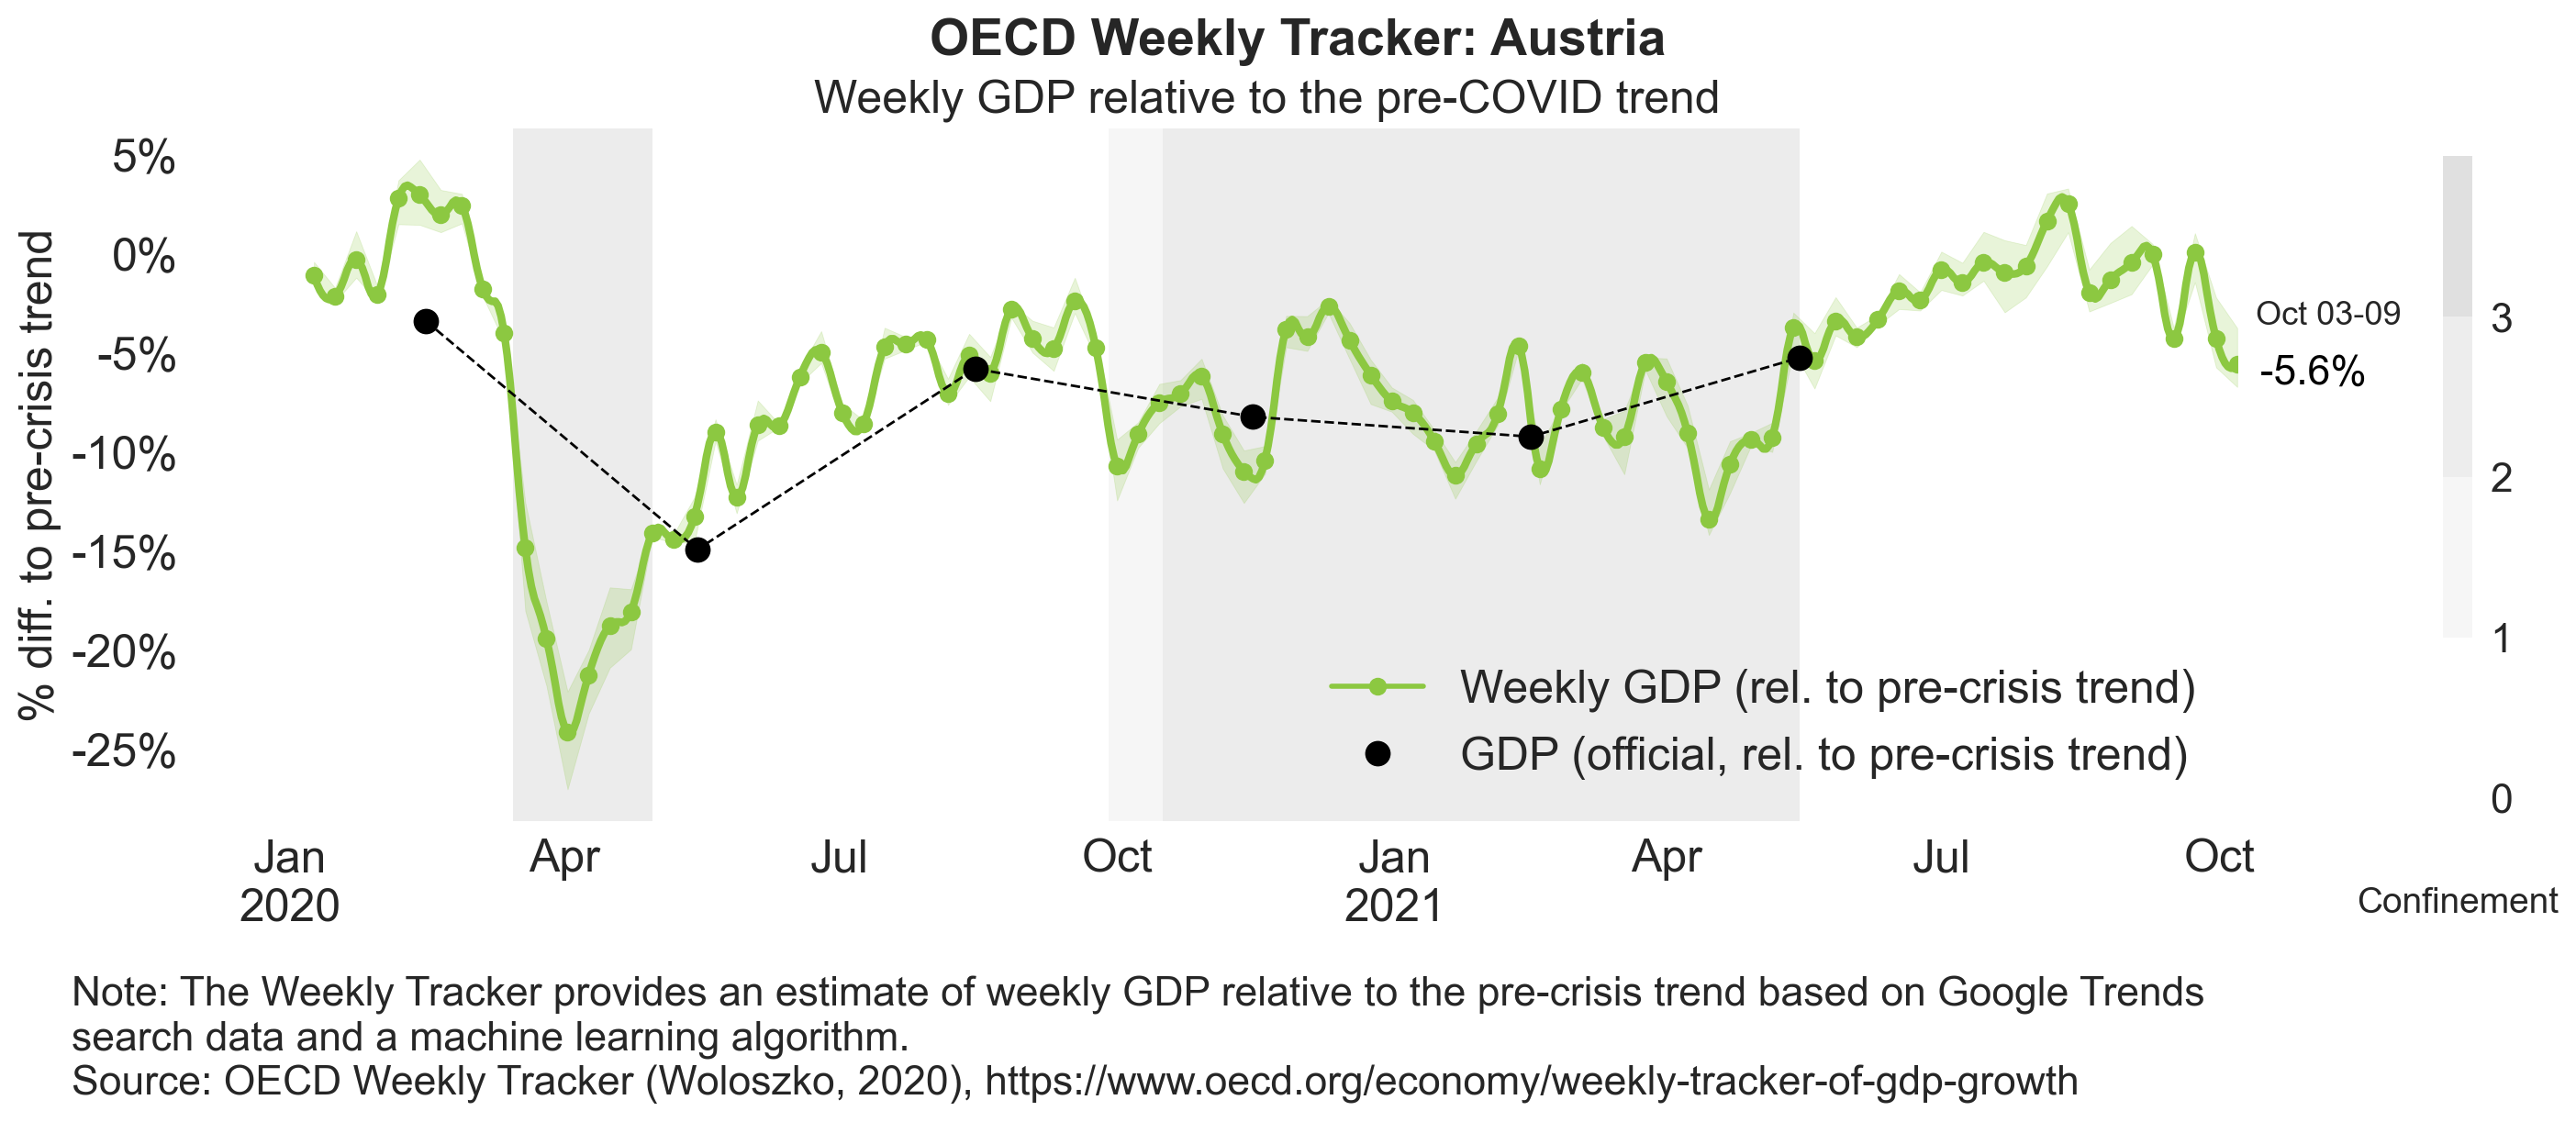 OECD Weekly Tracker: Austria
Weekly GDP relative to the pre-COVID trend
% diff. to pre-crisis trend
5%
0%
-5%
-10%
-15%
-20%
-25%
Oct 03-09
-5.6%
3
2
1
0
Weekly GDP (rel. to pre-crisis trend)
GDP (official, rel. to pre-crisis trend)
Jan Apr Jul Oct Jan Apr Jul Oct
2020 2021
Confinement
Note: The Weekly Tracker provides an estimate of weekly GDP relative to the pre-crisis trend based on Google Trends
search data and a machine learning algorithm.
Source: OECD Weekly Tracker (Woloszko, 2020), https://www.oecd.org/economy/weekly-tracker-of-gdp-growth